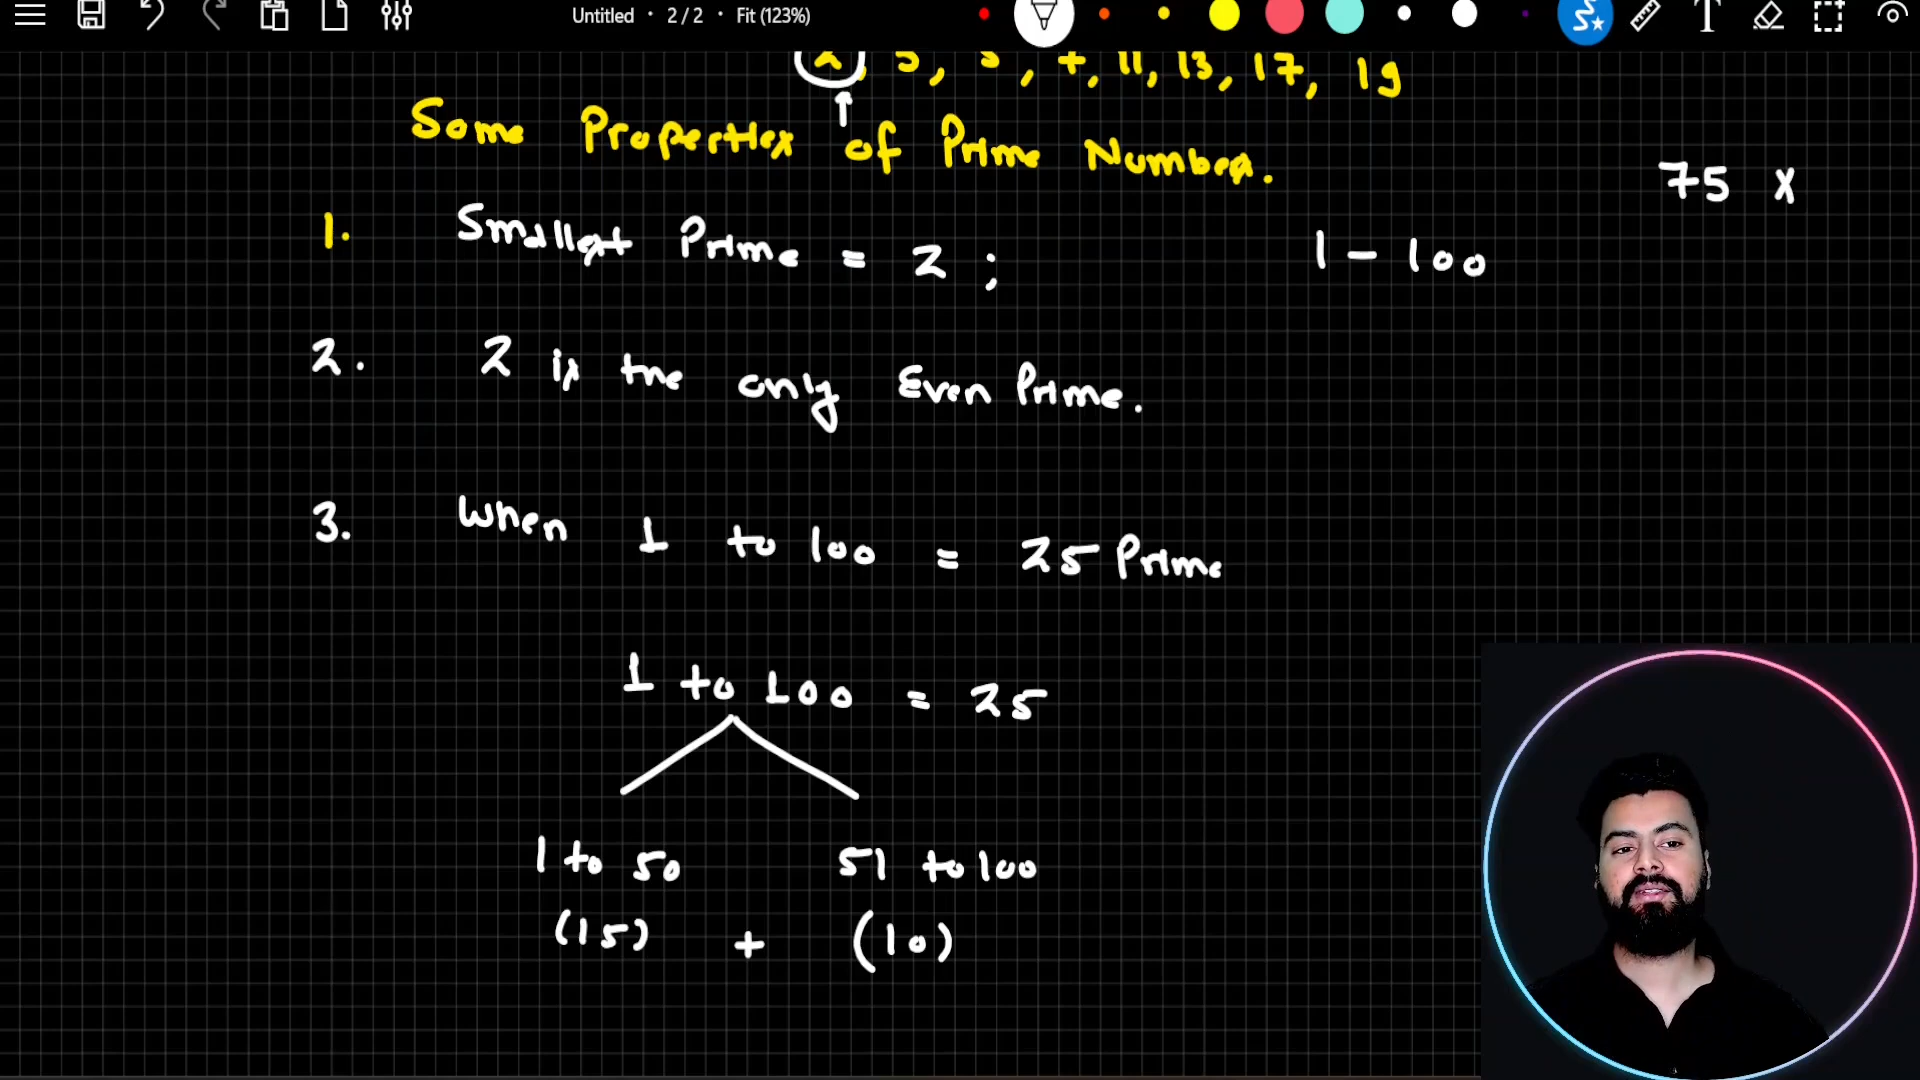 Untitled · 2 / 2 · Fit (123%)
T
2, 3, 5, 7, 11, 13, 17, 19
Some Properties of Prime Number.
75 x
1. Smallest Prime = 2 ;
1 - 100
2. 2 is the only Even Prime.
3. When 1 to 100 = 25 Prime
1 to 100 = 25
1 to 50 51 to 100
(15) + (10)